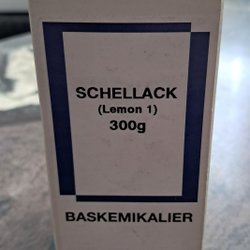 SCHELLACK
(Lemon 1)
300g
BASKEMIKALIER